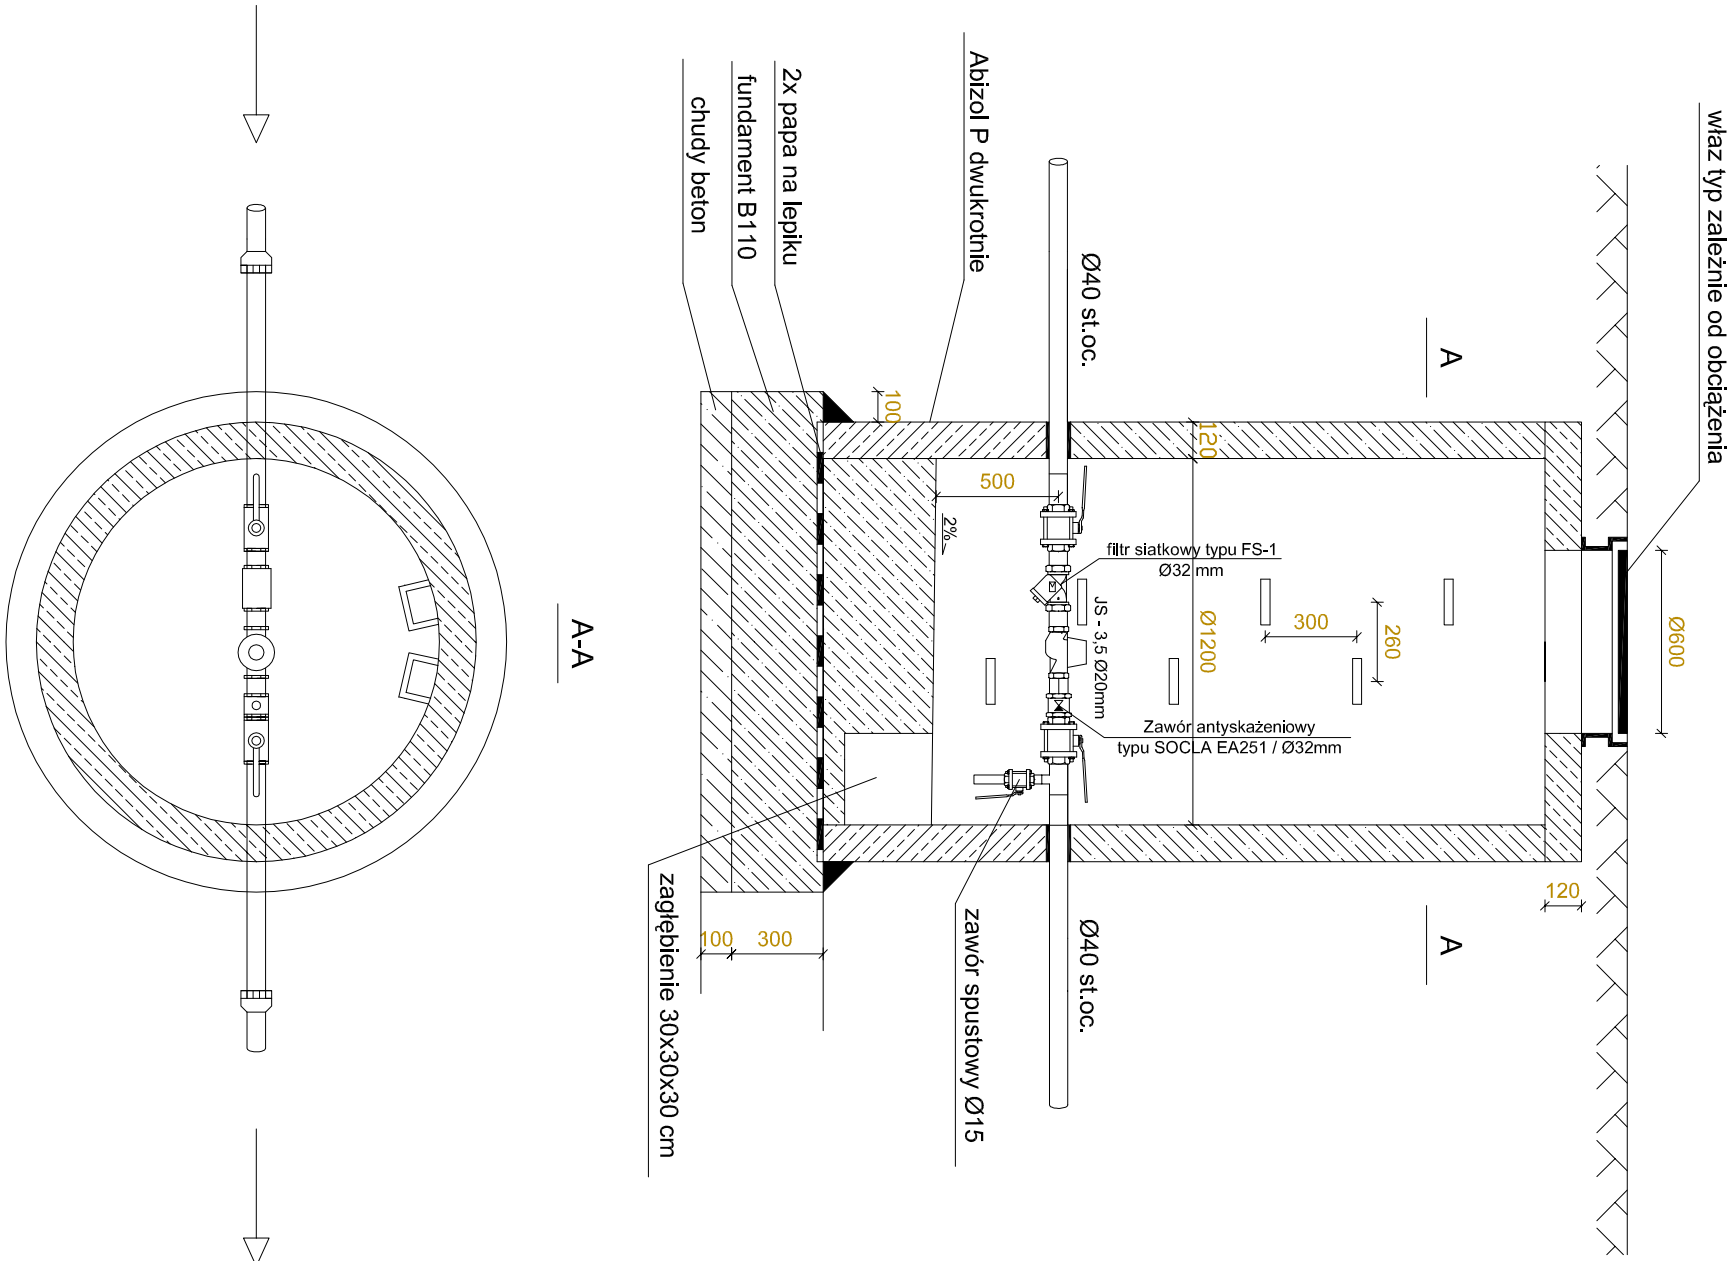 właz typ zależnie od obciążenia
Abizol P dwukrotnie
2x papa na lepiku
fundament B110
chudy beton
Ø40 st.oc.
A
A
100
120
500
2%
filtr siatkowy typu FS-1
Ø32 mm
JS - 3,5 Ø20mm
Ø1200
300
260
Ø600
Zawór antyskażeniowy
typu SOCLA EA251 / Ø32mm
A-A
120
100
300
Ø40 st.oc.
zawór spustowy Ø15
zagłębienie 30x30x30 cm